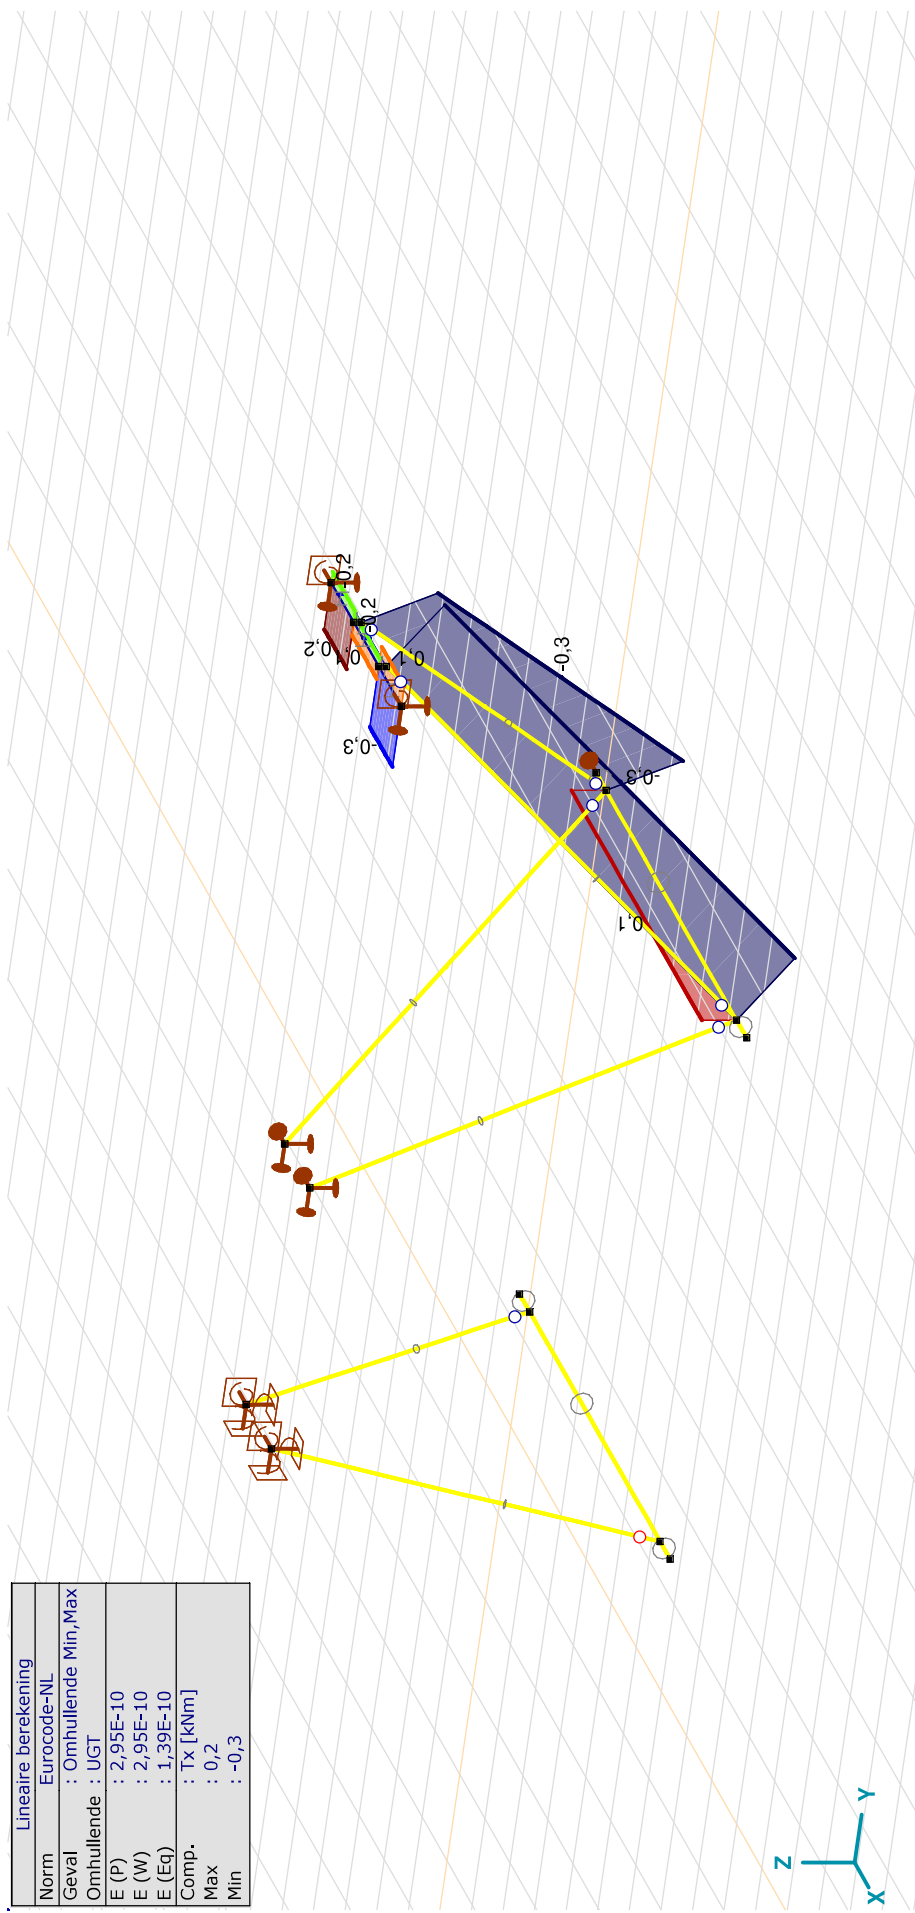 Lineaire berekening
Norm Eurocode-NL
Geval : Omhullende Min,Max
Omhullende : UGT
E (P) : 2,95E-10
E (W) : 2,95E-10
E (Eq) : 1,39E-10
Comp. : Tx [kNm]
Max : 0,2
Min : -0,3
-0,2
-0,2
0,2
0,1
-0,3
-0,3
-0,3
0,1
Z
Y
X